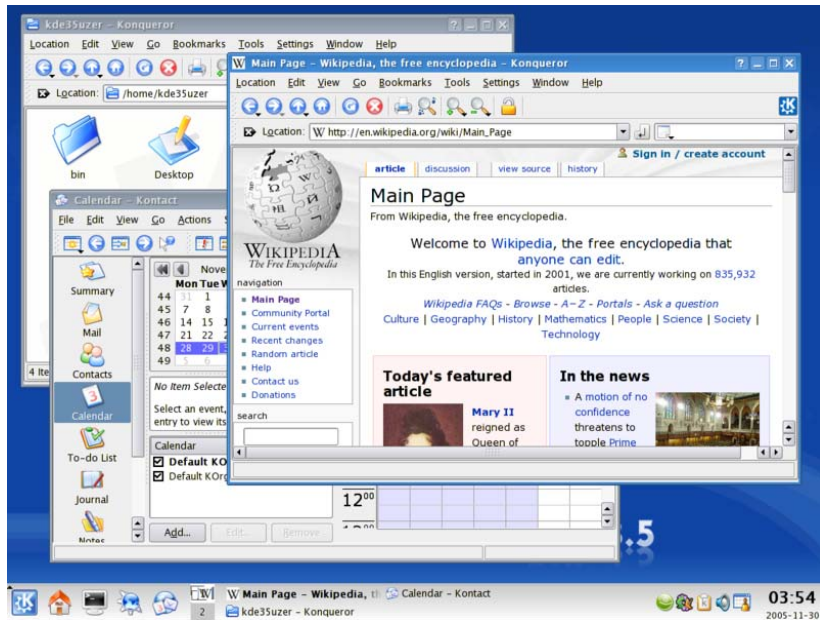 kde35uzer – Konqueror
Location Edit View Go Bookmarks Tools Settings Window Help
Location: /home/kde35uzer
bin
Desktop
4 Ite
Main Page – Wikipedia, the free encyclopedia – Konqueror
Location Edit View Go Bookmarks Tools Settings Window Help
Location: W http://en.wikipedia.org/wiki/Main_Page
Sign in / create account
article discussion view source history
WIKIPEDIA
The Free Encyclopedia
navigation
Main Page
Community Portal
Current events
Recent changes
Random article
Help
Contact us
Donations
search
Main Page
From Wikipedia, the free encyclopedia.
Welcome to Wikipedia, the free encyclopedia that
anyone can edit.
In this English version, started in 2001, we are currently working on 835,932
articles.
Wikipedia FAQs - Browse - A–Z - Portals - Ask a question
Culture | Geography | History | Mathematics | People | Science | Society |
Technology
Today's featured
article
Mary II
reigned as
Queen of
In the news
A motion of no
confidence
threatens to
topple Prime
Calendar – Kontact
File Edit View Go Actions
Summary
Mail
Contacts
Calendar
To-do List
Journal
Notes
Nove
Mon Tue W
44 31 1
45 7 8
46 14 15 1
47 21 22 2
48 28 29 3
49 5 6
No Item Selecte
Select an event,
entry to view its
Calendar
Default KO
Default KOrg
Add... Edit... Remove
12 00
.5
2
W Main Page – Wikipedia, t
Calendar – Kontact
kde35uzer – Konqueror
03:54
2005-11-30